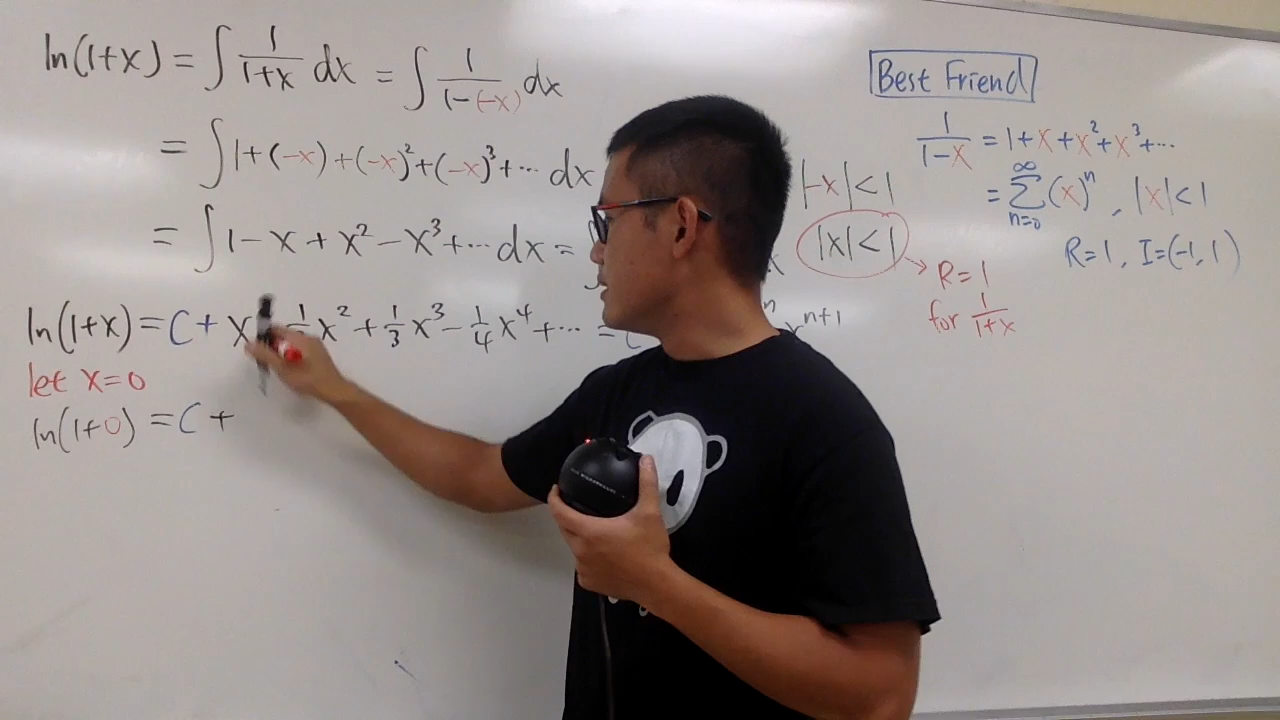 ln(1+x) = ∫ 1/(1+x) dx = ∫ 1/(1-(-x)) dx
= ∫ 1+(-x)+(-x)²+(-x)³+... dx
|-x|<1
= ∫ 1-x+x²-x³+... dx =
|x|<1
ln(1+x) = C + x 1/2 x² + 1/3 x³ - 1/4 x⁴ + ... = C xⁿ⁺¹
let x=0
ln(1+0) = C +
Best Friend
1/(1-x) = 1+x+x²+x³+...
= ∑_{n=0}^{∞} (x)ⁿ, |x|<1
R=1, I=(-1, 1)
→ R=1
for 1/(1+x)